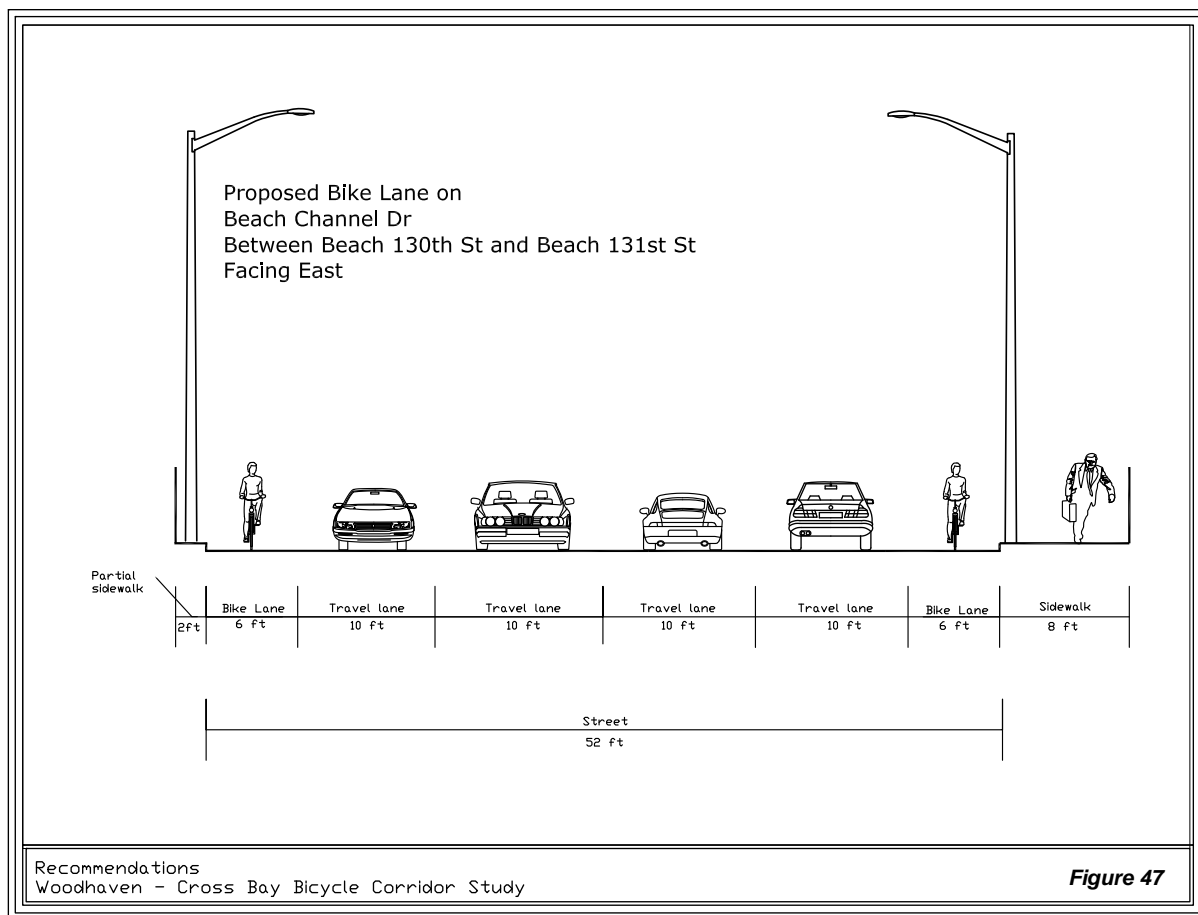 Proposed Bike Lane on
Beach Channel Dr
Between Beach 130th St and Beach 131st St
Facing East
Partial
sidewalk
2ft
Bike Lane
6 ft
Travel lane
10 ft
Travel lane
10 ft
Travel lane
10 ft
Travel lane
10 ft
Bike Lane
6 ft
Sidewalk
8 ft
Street
52 ft
Recommendations
Woodhaven - Cross Bay Bicycle Corridor Study
Figure 47